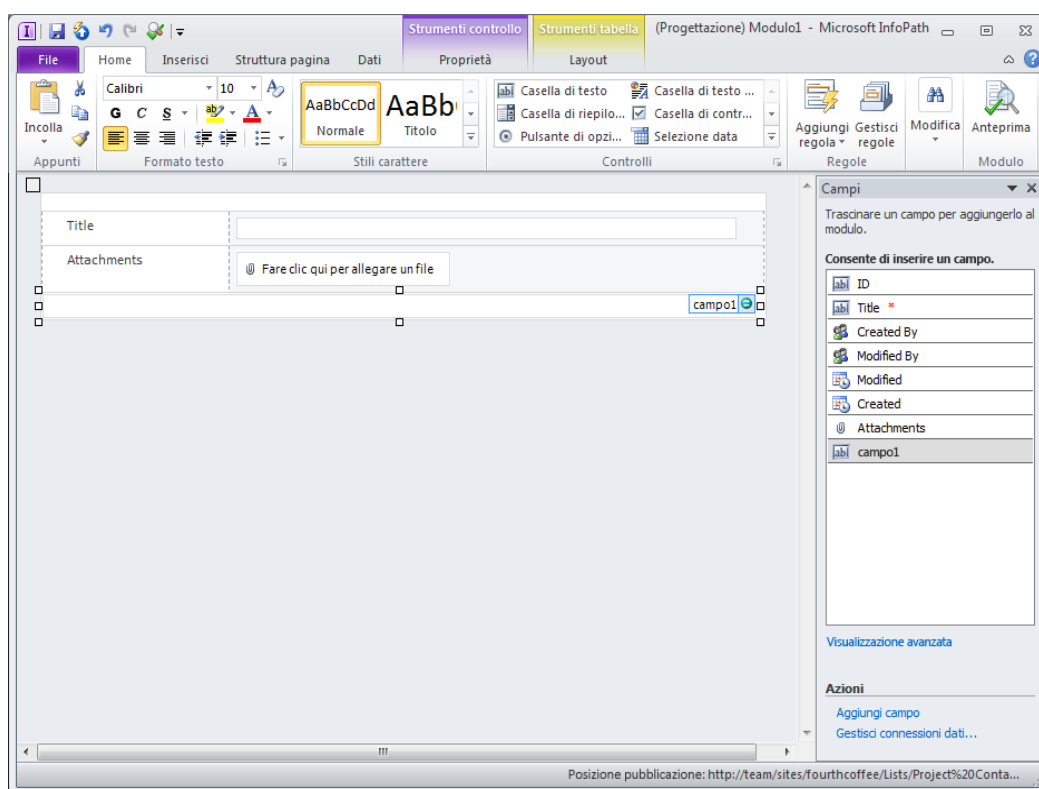 Strumenti controllo Strumenti tabella (Progettazione) Modulo1 - Microsoft InfoPath
File Home Inserisci Struttura pagina Dati Proprietà Layout
Incolla
Appunti
Calibri 10
G C S A
Formato testo
AaBbCcDd AaBb
Normale Titolo
Stili carattere
Casella di testo Casella di testo ...
Casella di riepilo... Casella di contr...
Pulsante di opzi... Selezione data
Controlli
Aggiungi regola Gestisci regole
Regole
Modifica
Anteprima
Modulo
Title
Attachments Fare clic qui per allegare un file
campo1
Campi
Trascinare un campo per aggiungerlo al
modulo.
Consente di inserire un campo.
ID
Title *
Created By
Modified By
Modified
Created
Attachments
campo1
Visualizzazione avanzata
Azioni
Aggiungi campo
Gestisci connessioni dati...
Posizione pubblicazione: http://team/sites/fourthcoffee/Lists/Project%20Conta...